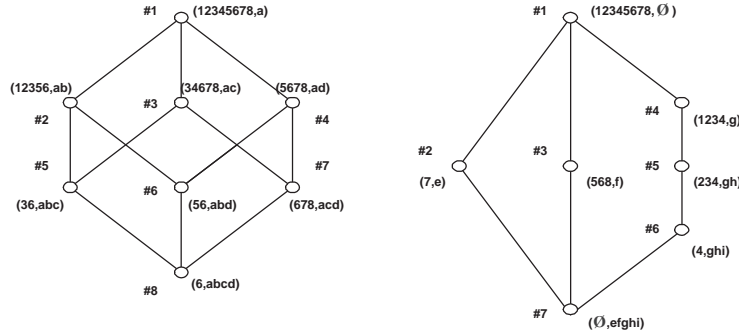 #1 (12345678,a)
(12356,ab) #3 (34678,ac) (5678,ad)
#2 #4
#5 #6 #7
(36,abc) (56,abd) (678,acd)
#8 (6,abcd)
#1 (12345678,Ø)
#4 (1234,g)
#2 (7,e)
#3 (568,f)
#5 (234,gh)
#6 (4,ghi)
#7 (Ø,efghi)